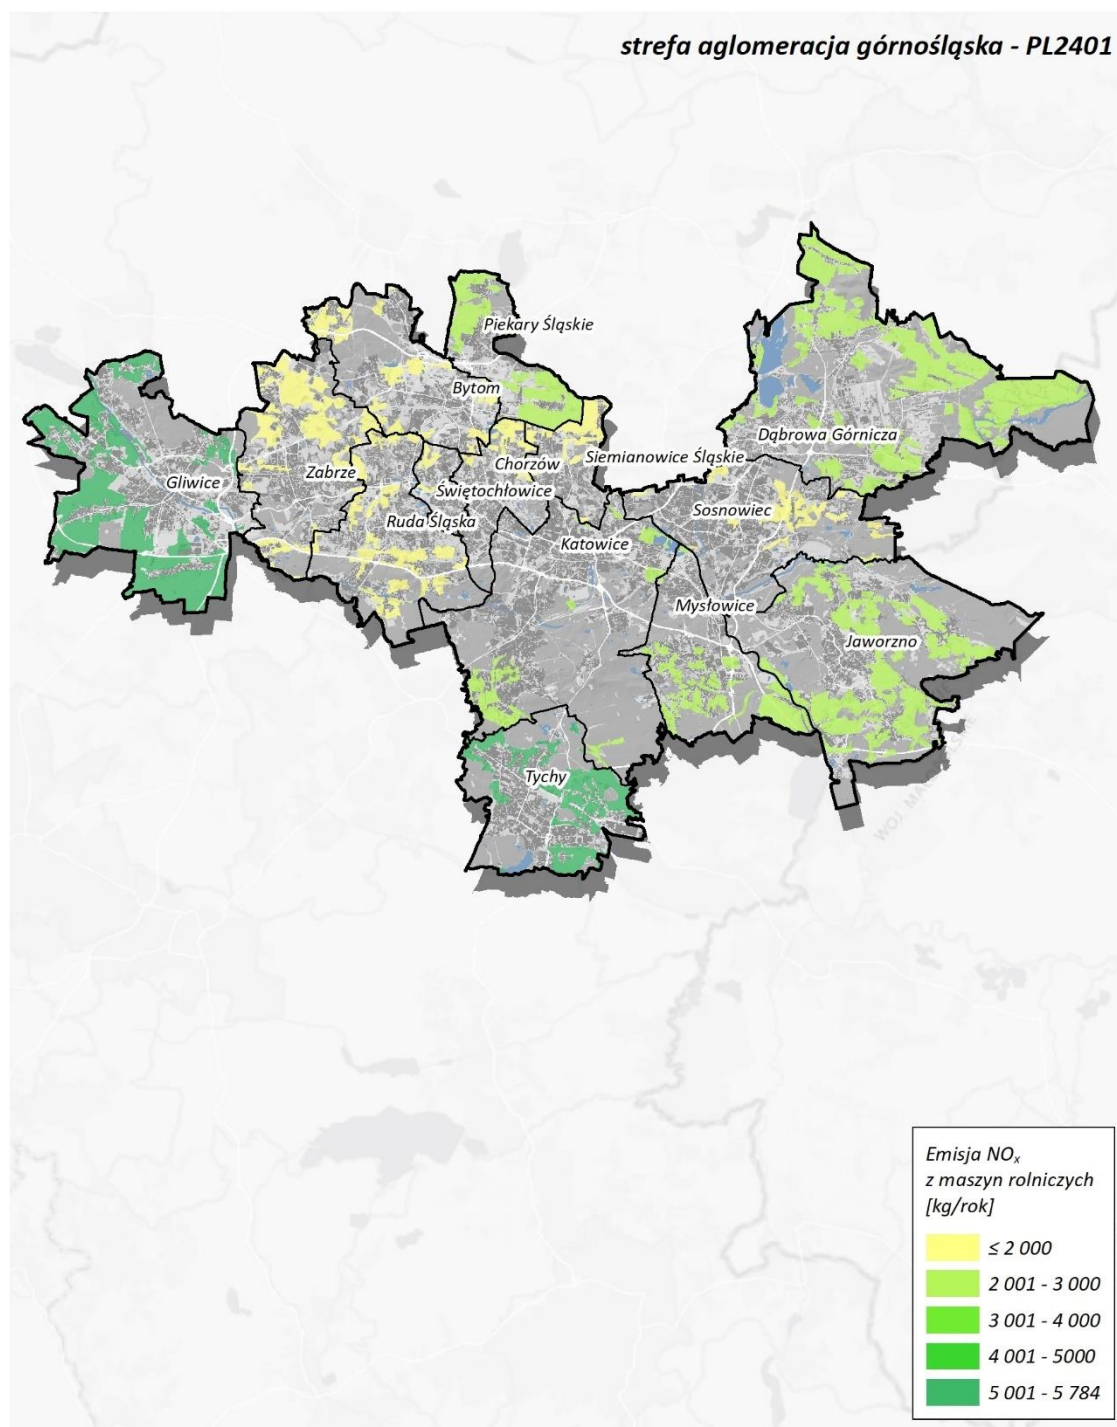 strefa aglomeracja górnośląska - PL2401
Piekary Śląskie
Bytom
Dąbrowa Górnicza
Siemianowice Śląskie
Chorzów
Zabrze
Gliwice
Świętochłowice
Sosnowiec
Ruda Śląska
Katowice
Mysłowice
Jaworzno
Tychy
Emisja NOₓ
z maszyn rolniczych
[kg/rok]
≤ 2 000
2 001 - 3 000
3 001 - 4 000
4 001 - 5000
5 001 - 5 784